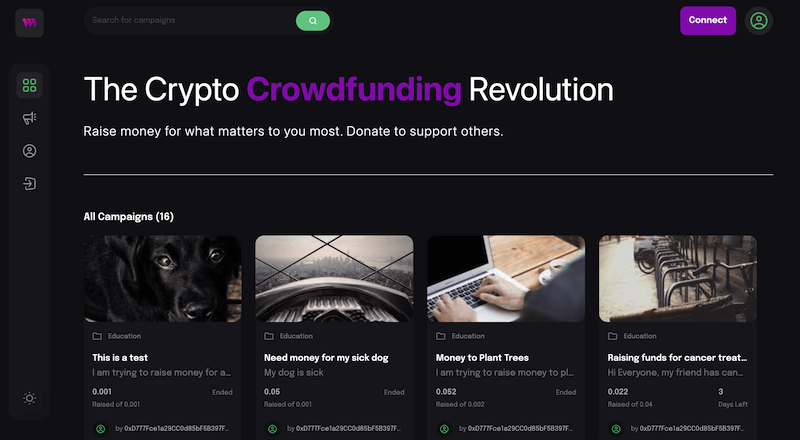 Search for campaigns
Connect
The Crypto Crowdfunding Revolution
Raise money for what matters to you most. Donate to support others.
All Campaigns (16)
Education
This is a test
I am trying to raise money for a...
0.001 Ended
Raised of 0.001
by 0xD777Fce1a29CC0d85bF5B397F...
Education
Need money for my sick dog
My dog is sick
0.05 Ended
Raised of 0.001
by 0xD777Fce1a29CC0d85bF5B397F...
Education
Money to Plant Trees
I am trying to raise money to pl...
0.052 Ended
Raised of 0.002
by 0xD777Fce1a29CC0d85bF5B397F...
Education
Raising funds for cancer treat...
Hi Everyone, my friend has can...
0.022 3
Raised of 0.04 Days Left
by 0xD777Fce1a29CC0d85bF5B397F...